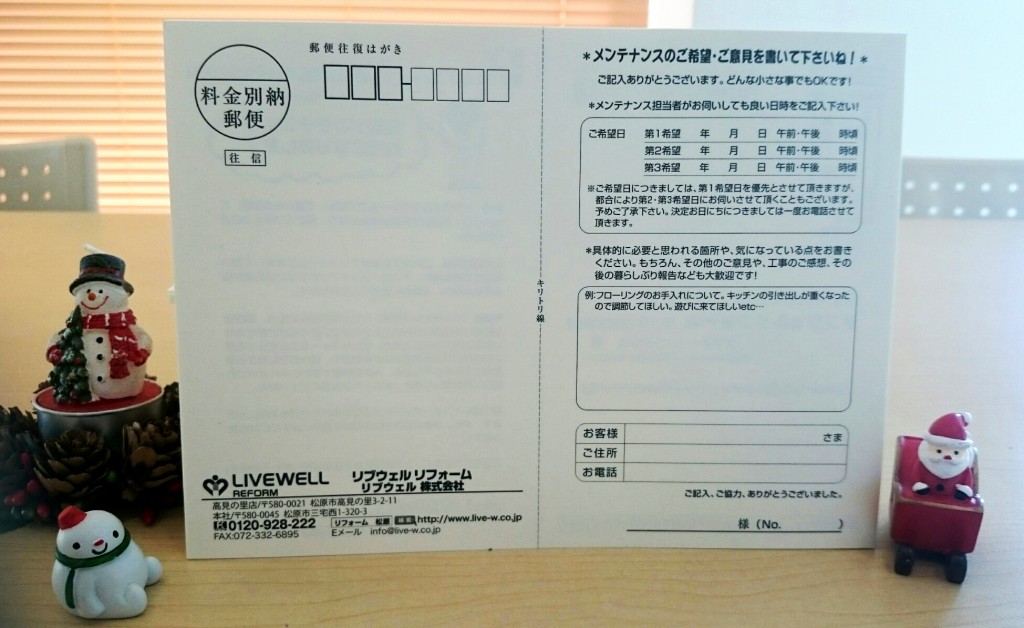 郵便往復はがき
料金別納
郵便
往信
LIVEWELL
REFORM
リブウェル リフォーム
リブウェル 株式会社
高見の里店/〒580-0021 松原市高見の里3-2-11
本社/〒580-0045 松原市三宅西1-320-3
0120-928-222
リフォーム 松原 検索 http://www.live-w.co.jp
FAX:072-332-6895
Eメール info@live-w.co.jp
キリトリ線
*メンテナンスのご希望・ご意見を書いて下さいね!*
ご記入ありがとうございます。どんな小さな事でもOKです!
*メンテナンス担当者がお伺いしても良い日時をご記入下さい!
ご希望日 第1希望 年 月 日 午前・午後 時頃
第2希望 年 月 日 午前・午後 時頃
第3希望 年 月 日 午前・午後 時頃
※ご希望日につきましては、第1希望日を優先とさせて頂きますが、
都合により第2・第3希望日にお伺いさせて頂くこともございます。
予めご了承下さい。決定お日にちにつきましては一度お電話させて
頂きます。
*具体的に必要と思われる箇所や、気になっている点をお書き
ください。もちろん、その他のご意見や、工事のご感想、その
後の暮らしぶり報告なども大歓迎です!
例:フローリングのお手入れについて。キッチンの引き出しが重くなった
ので調節してほしい。遊びに来てほしいetc…
お客様 さま
ご住所
お電話
ご記入、ご協力、ありがとうございました。
様 (No. )